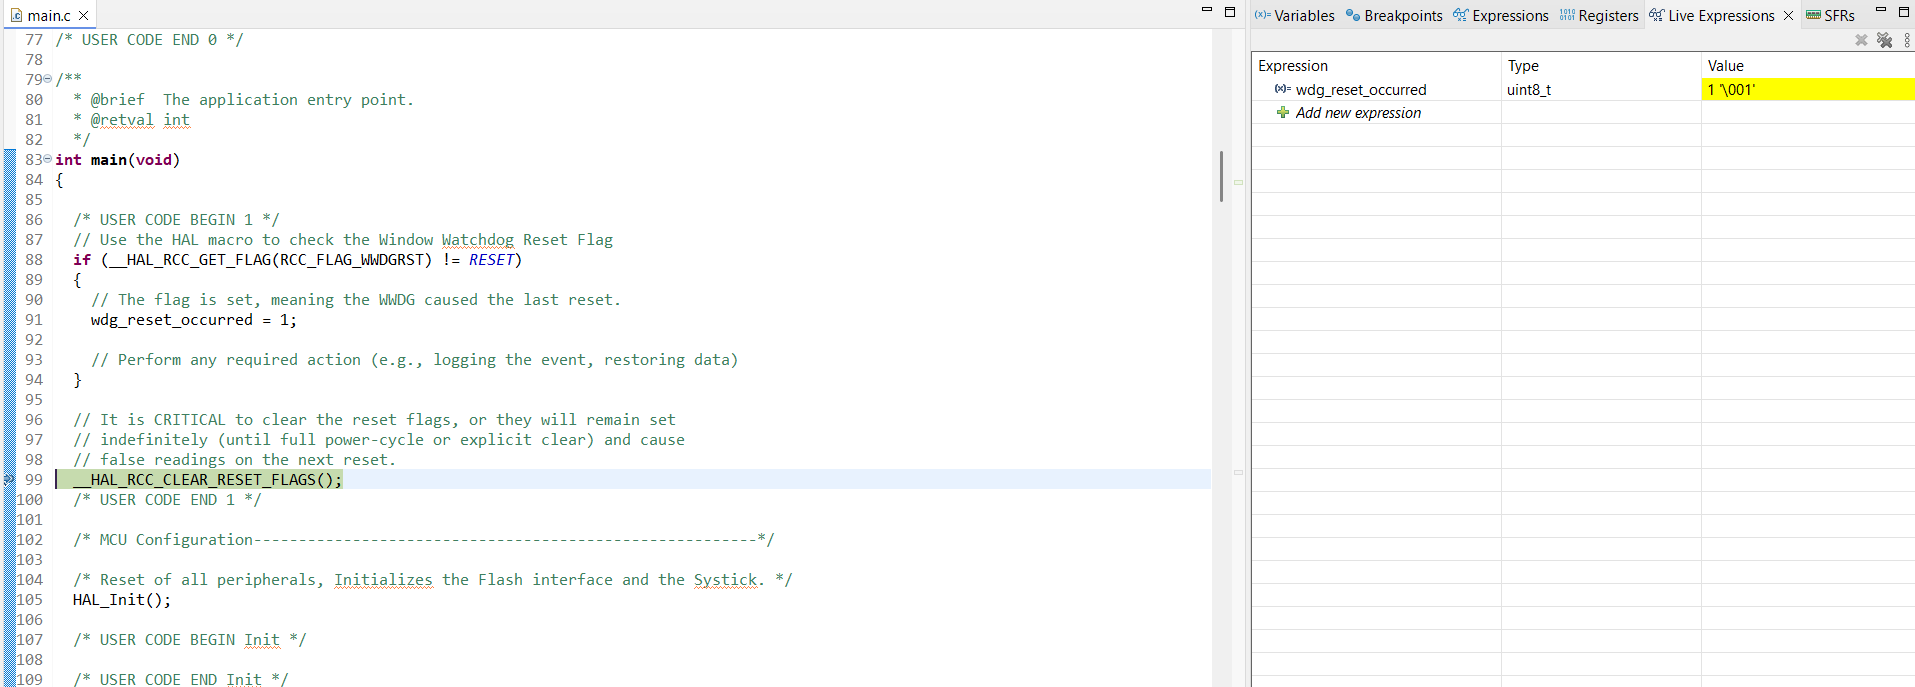 main.c
77 /* USER CODE END 0 */
78
79 /**
80 * @brief The application entry point.
81 * @retval int
82 */
83 int main(void)
84 {
85
86 /* USER CODE BEGIN 1 */
87 // Use the HAL macro to check the Window Watchdog Reset Flag
88 if (__HAL_RCC_GET_FLAG(RCC_FLAG_WWDGRST) != RESET)
89 {
90 // The flag is set, meaning the WWDG caused the last reset.
91 wdg_reset_occurred = 1;
92
93 // Perform any required action (e.g., logging the event, restoring data)
94 }
95
96 // It is CRITICAL to clear the reset flags, or they will remain set
97 // indefinitely (until full power-cycle or explicit clear) and cause
98 // false readings on the next reset.
99 __HAL_RCC_CLEAR_RESET_FLAGS();
100 /* USER CODE END 1 */
101
102 /* MCU Configuration--------------------------------------------------------*/
103
104 /* Reset of all peripherals, Initializes the Flash interface and the Systick. */
105 HAL_Init();
106
107 /* USER CODE BEGIN Init */
108
109 /* USER CODE END Init */
(x)= Variables Breakpoints Expressions 1010 0101 Registers Live Expressions SFRs
Expression Type Value
(x)= wdg_reset_occurred uint8_t 1 '\001'
Add new expression